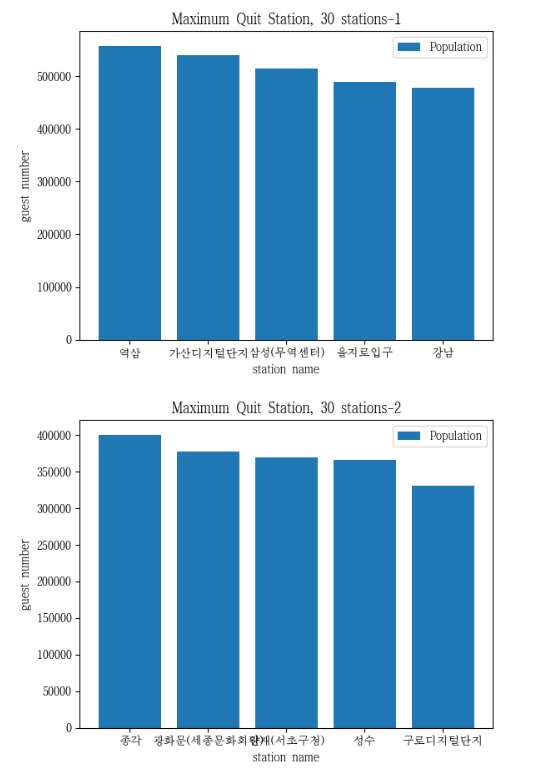 Maximum Quit Station, 30 stations-1
Population
guest number
500000
400000
300000
200000
100000
0
역삼 가산디지털단지 삼성(무역센터) 을지로입구 강남
station name
Maximum Quit Station, 30 stations-2
Population
guest number
400000
350000
300000
250000
200000
150000
100000
50000
0
종각 광화문(세종문화회관) 양재(서초구청) 성수 구로디지털단지
station name